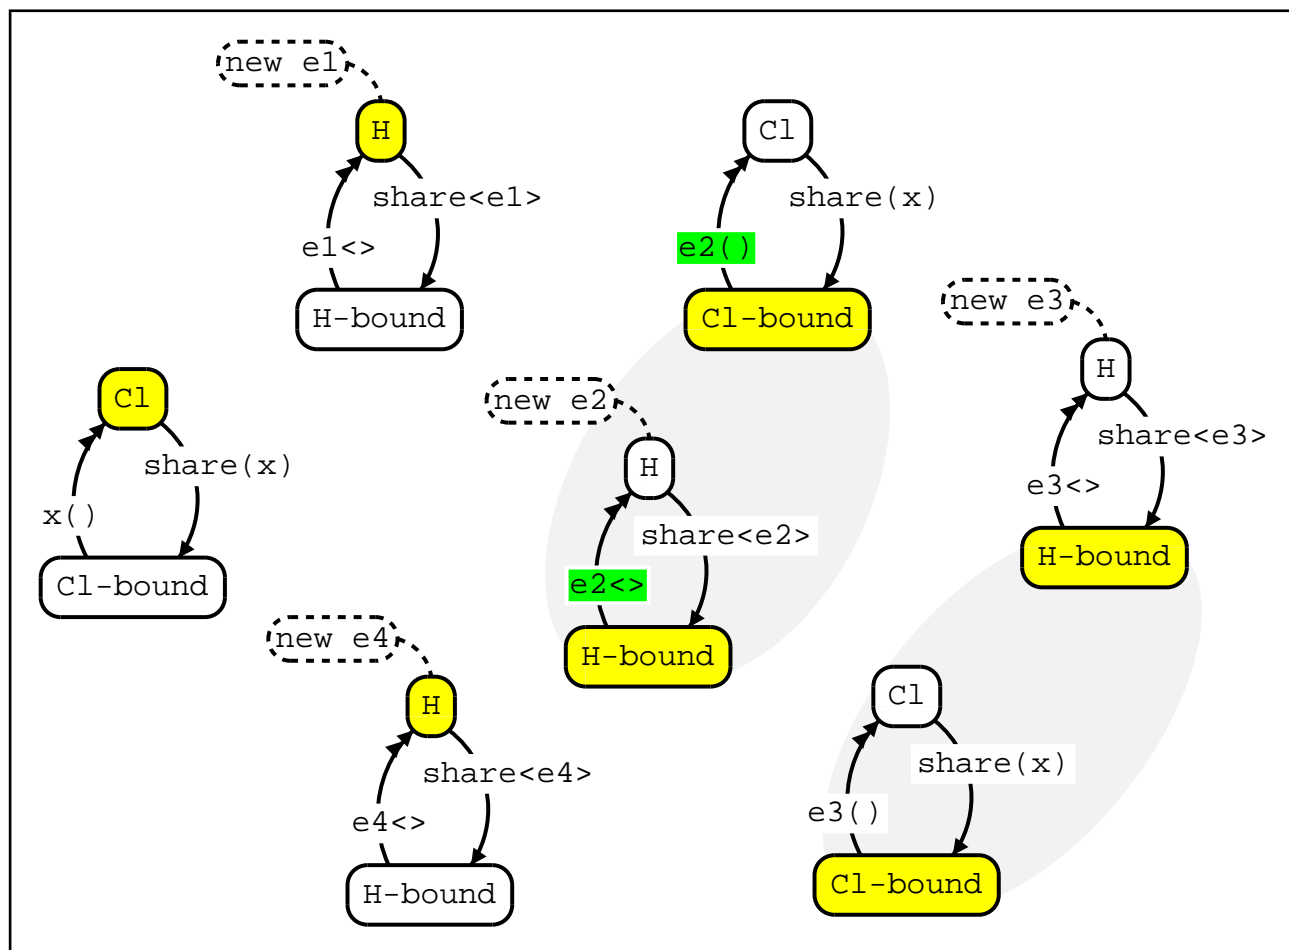 new e1
H
share<e1>
e1<>
H-bound
Cl
share(x)
e2()
Cl-bound
new e3
H
share<e3>
e3<>
H-bound
Cl
share(x)
x()
Cl-bound
new e2
H
share<e2>
e2<>
H-bound
new e4
H
share<e4>
e4<>
H-bound
Cl
share(x)
e3()
Cl-bound